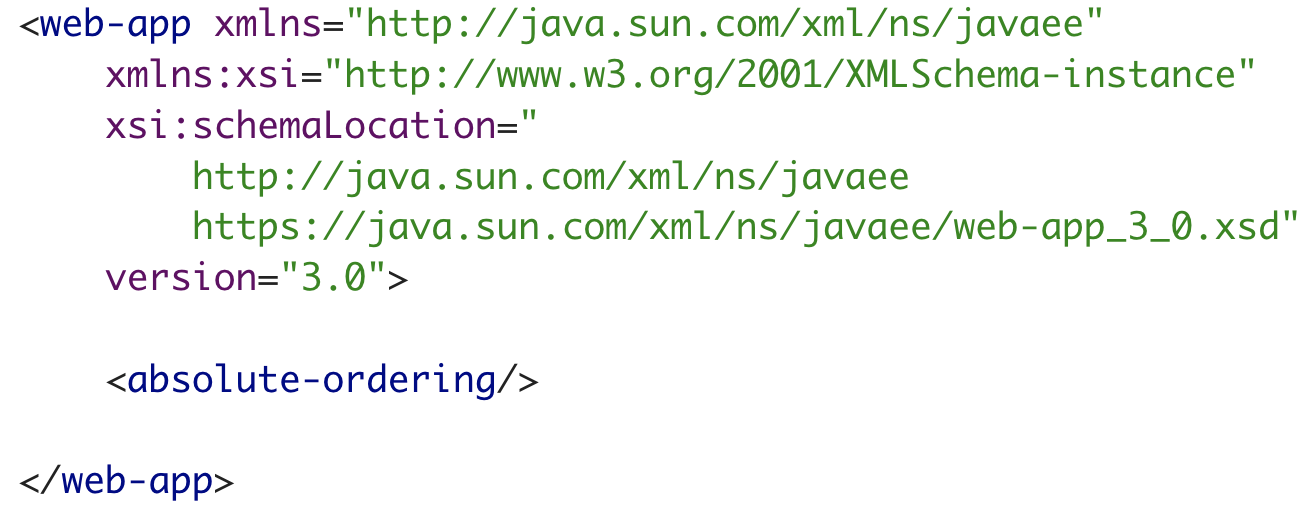 <web-app xmlns="http://java.sun.com/xml/ns/javaee"
    xmlns:xsi="http://www.w3.org/2001/XMLSchema-instance"
    xsi:schemaLocation="
        http://java.sun.com/xml/ns/javaee
        https://java.sun.com/xml/ns/javaee/web-app_3_0.xsd"
    version="3.0">

    <absolute-ordering/>

</web-app>